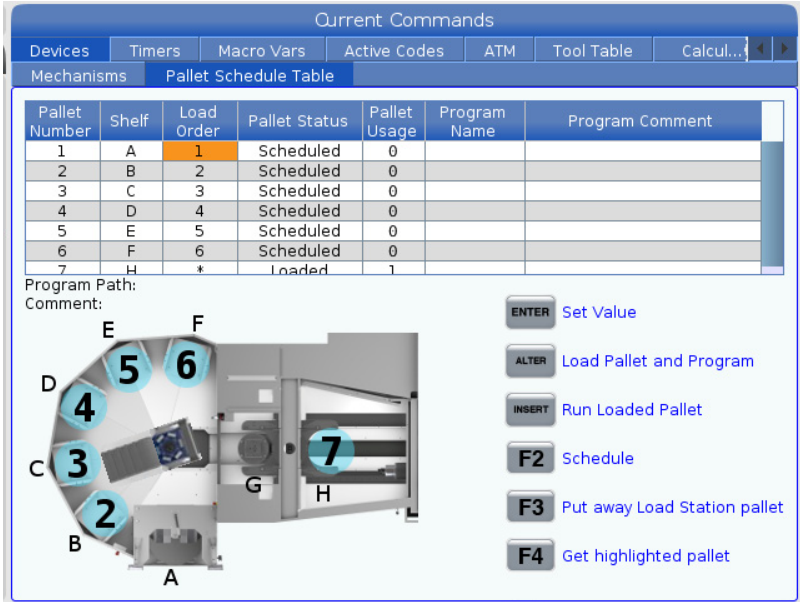 Current Commands
Devices Timers Macro Vars Active Codes ATM Tool Table Calcul...
Mechanisms Pallet Schedule Table
Pallet Number Shelf Load Order Pallet Status Pallet Usage Program Name Program Comment
1 A 1 Scheduled 0
2 B 2 Scheduled 0
3 C 3 Scheduled 0
4 D 4 Scheduled 0
5 E 5 Scheduled 0
6 F 6 Scheduled 0
7 H * Loaded 1
Program Path:
Comment:
ENTER Set Value
ALTER Load Pallet and Program
INSERT Run Loaded Pallet
F2 Schedule
F3 Put away Load Station pallet
F4 Get highlighted pallet
E F
5 6
D 4
C 3
7
G H
2
B
A